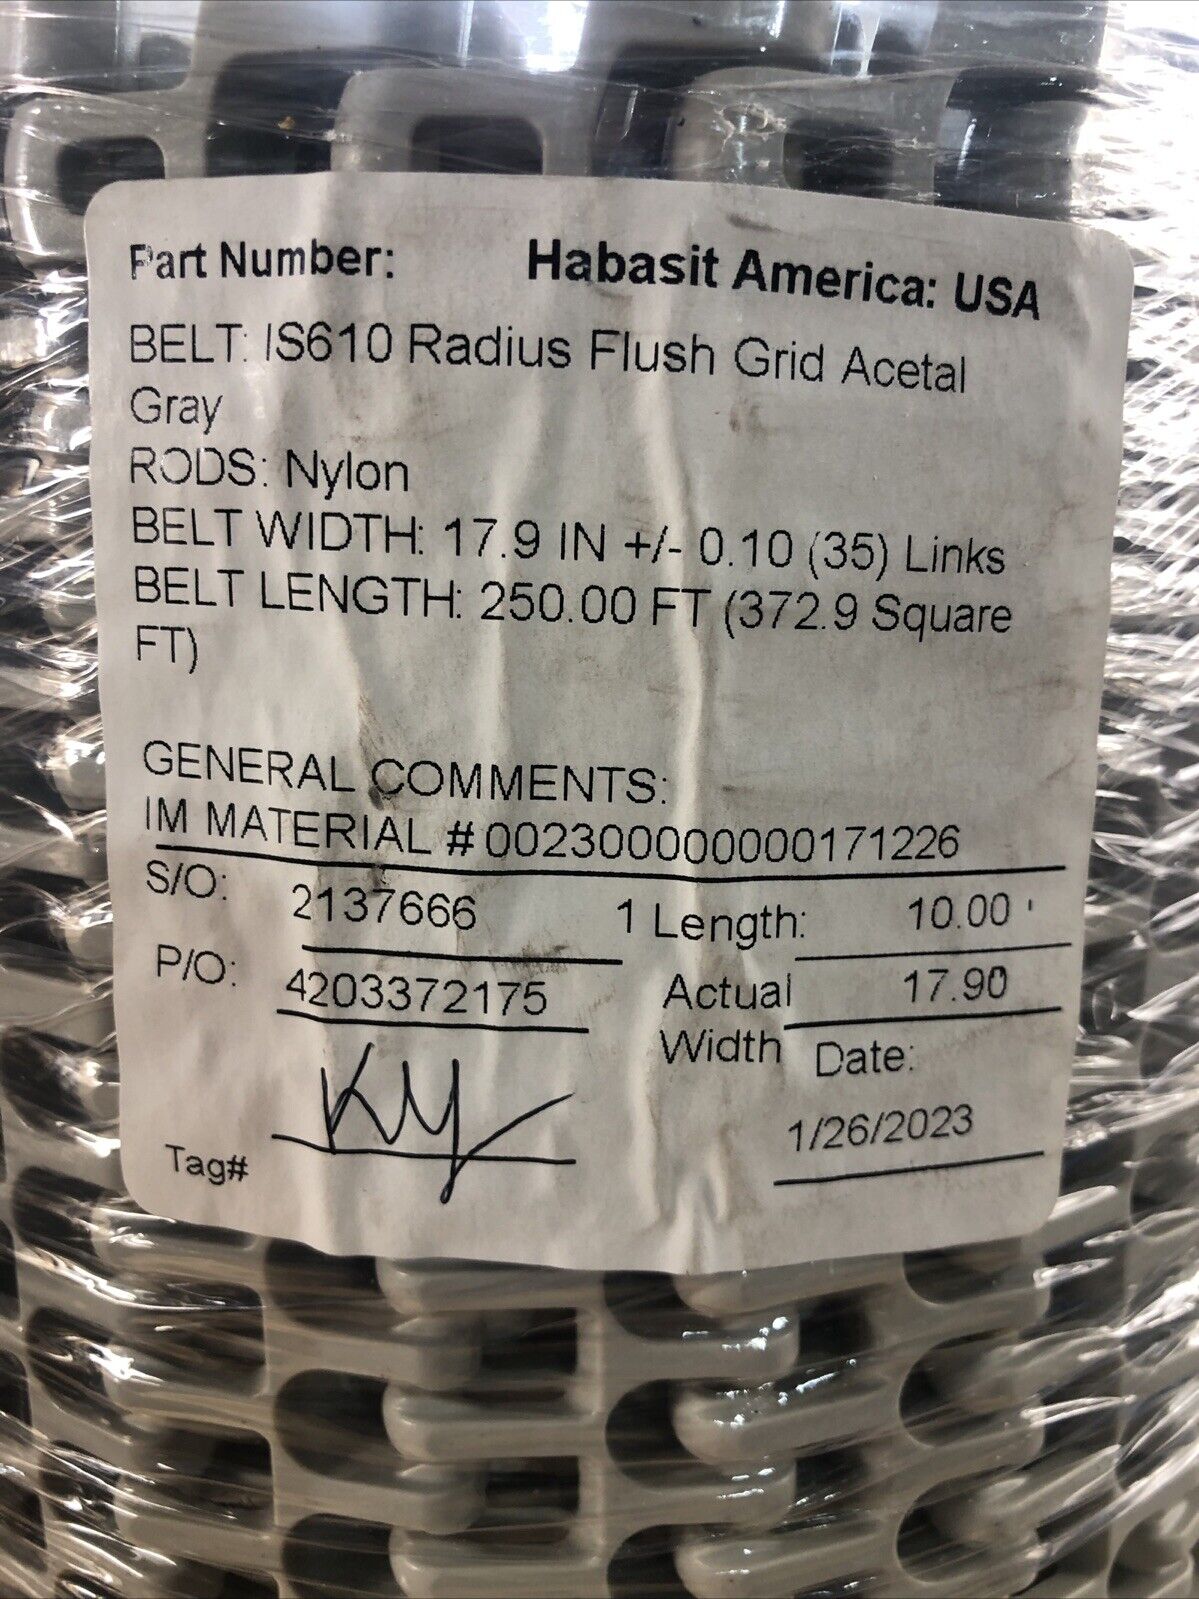 Part Number: Habasit America: USA
BELT: IS610 Radius Flush Grid Acetal
Gray
RODS: Nylon
BELT WIDTH: 17.9 IN +/- 0.10 (35) Links
BELT LENGTH: 250.00 FT (372.9 Square
FT)
GENERAL COMMENTS:
IM MATERIAL # 002300000000171226
S/O: 2137666 1 Length: 10.00 '
P/O: 4203372175 Actual 17.90
Width Date:
1/26/2023
Tag#